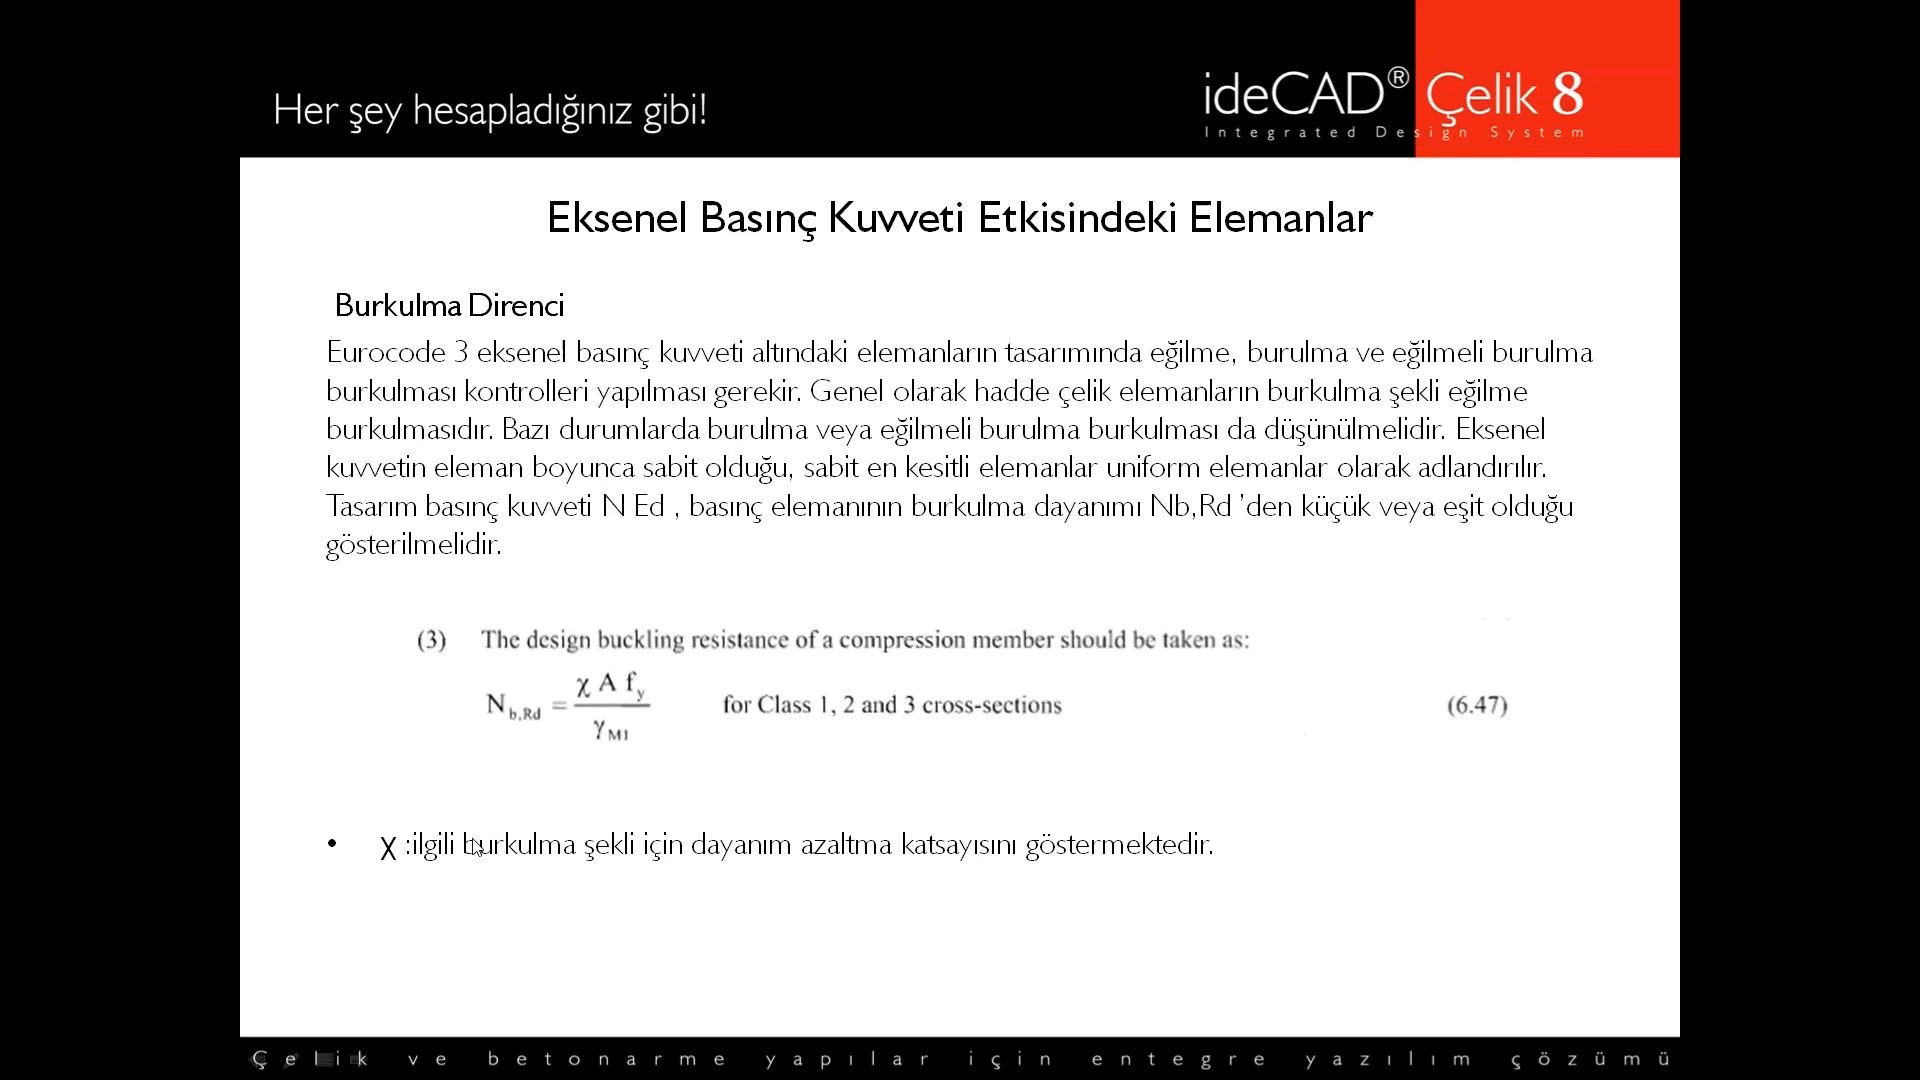 Her şey hesapladığınız gibi!
ideCAD® Çelik 8
Integrated Design System
Eksenel Basınç Kuvveti Etkisindeki Elemanlar
Burkulma Direnci
Eurocode 3 eksenel basınç kuvveti altındaki elemanların tasarımında eğilme, burulma ve eğilmeli burulma
burkulması kontrolleri yapılması gerekir. Genel olarak hadde çelik elemanların burkulma şekli eğilme
burkulmasıdır. Bazı durumlarda burulma veya eğilmeli burulma burkulması da düşünülmelidir. Eksenel
kuvvetin eleman boyunca sabit olduğu, sabit en kesitli elemanlar uniform elemanlar olarak adlandırılır.
Tasarım basınç kuvveti N Ed , basınç elemanının burkulma dayanımı Nb,Rd ’den küçük veya eşit olduğu
gösterilmelidir.
(3) The design buckling resistance of a compression member should be taken as:
N b,Rd = χ A f y / γ M1 for Class 1, 2 and 3 cross-sections (6.47)
• χ :ilgili burkulma şekli için dayanım azaltma katsayısını göstermektedir.
Çelik ve betonarme yapılar için entegre yazılım çözümü